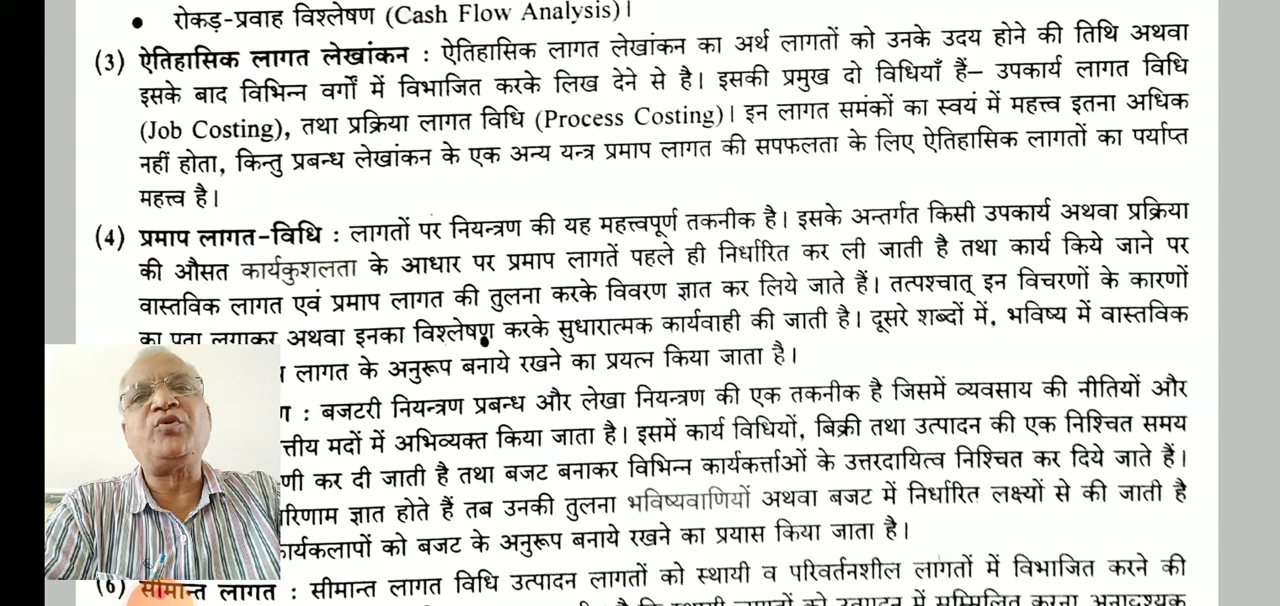 • रोकड़-प्रवाह विश्लेषण (Cash Flow Analysis)।
(3) ऐतिहासिक लागत लेखांकन : ऐतिहासिक लागत लेखांकन का अर्थ लागतों को उनके उदय होने की तिथि अथवा
इसके बाद विभिन्न वर्गों में विभाजित करके लिख देने से है। इसकी प्रमुख दो विधियाँ हैं– उपकार्य लागत विधि
(Job Costing), तथा प्रक्रिया लागत विधि (Process Costing)। इन लागत समंकों का स्वयं में महत्त्व इतना अधिक
नहीं होता, किन्तु प्रबन्ध लेखांकन के एक अन्य यन्त्र प्रमाप लागत की सपफलता के लिए ऐतिहासिक लागतों का पर्याप्त
महत्त्व है।
(4) प्रमाप लागत-विधि : लागतों पर नियन्त्रण की यह महत्त्वपूर्ण तकनीक है। इसके अन्तर्गत किसी उपकार्य अथवा प्रक्रिया
की औसत कार्यकुशलता के आधार पर प्रमाप लागतें पहले ही निर्धारित कर ली जाती है तथा कार्य किये जाने पर
वास्तविक लागत एवं प्रमाप लागत की तुलना करके विवरण ज्ञात कर लिये जाते हैं। तत्पश्चात् इन विचरणों के कारणों
का पता लगाकर अथवा इनका विश्लेषण करके सुधारात्मक कार्यवाही की जाती है। दूसरे शब्दों में, भविष्य में वास्तविक
लागत के अनुरूप बनाये रखने का प्रयत्न किया जाता है।
: बजटरी नियन्त्रण प्रबन्ध और लेखा नियन्त्रण की एक तकनीक है जिसमें व्यवसाय की नीतियों और
त्तीय मदों में अभिव्यक्त किया जाता है। इसमें कार्य विधियों, बिक्री तथा उत्पादन की एक निश्चित समय
णी कर दी जाती है तथा बजट बनाकर विभिन्न कार्यकर्त्ताओं के उत्तरदायित्व निश्चित कर दिये जाते हैं।
रिणाम ज्ञात होते हैं तब उनकी तुलना भविष्यवाणियों अथवा बजट में निर्धारित लक्ष्यों से की जाती है
ार्यकलापों को बजट के अनुरूप बनाये रखने का प्रयास किया जाता है।
(6) सीमान्त लागत : सीमान्त लागत विधि उत्पादन लागतों को स्थायी व परिवर्तनशील लागतों में विभाजित करने की